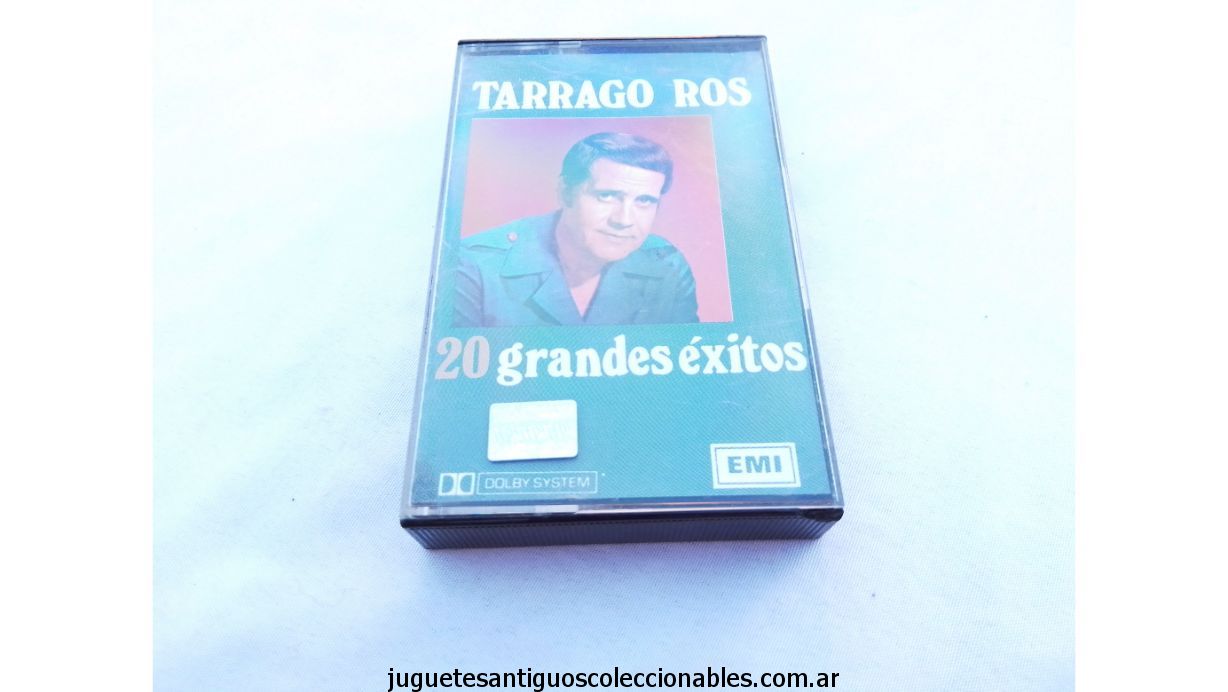 TARRAGO ROS
20 grandes éxitos
DOLBY SYSTEM
EMI
juguetesantiguoscoleccionables.com.ar